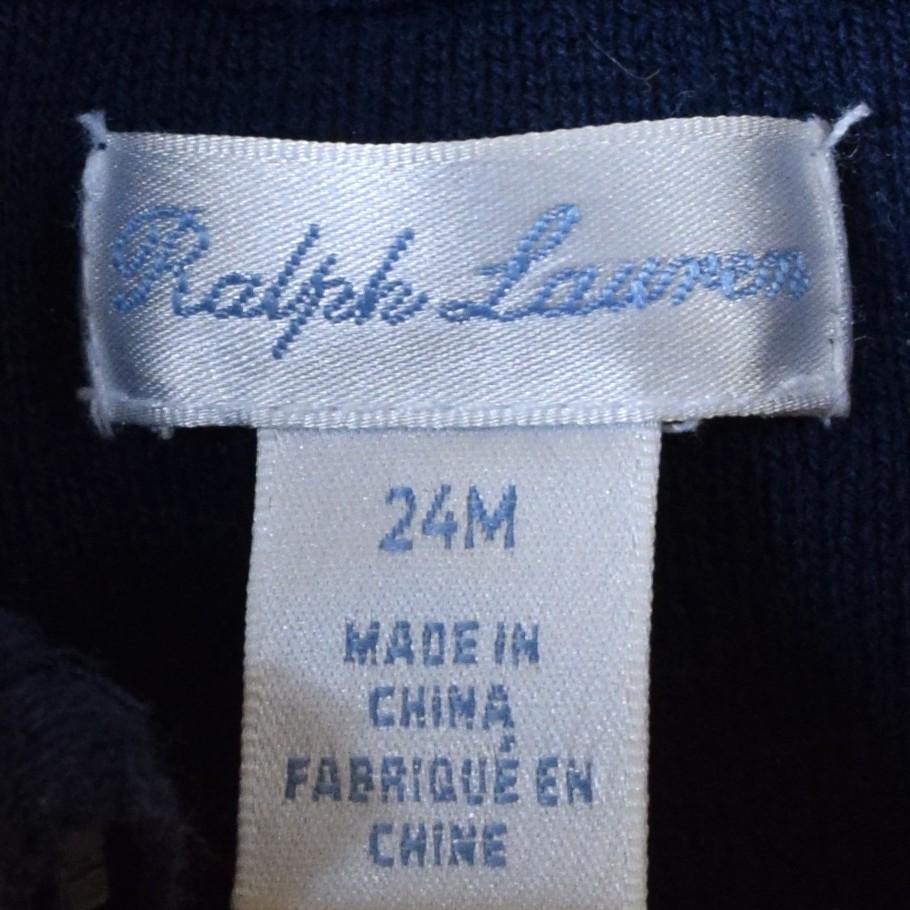 Ralph Lauren
24M
MADE IN
CHINA
FABRIQUÉ EN
CHINE